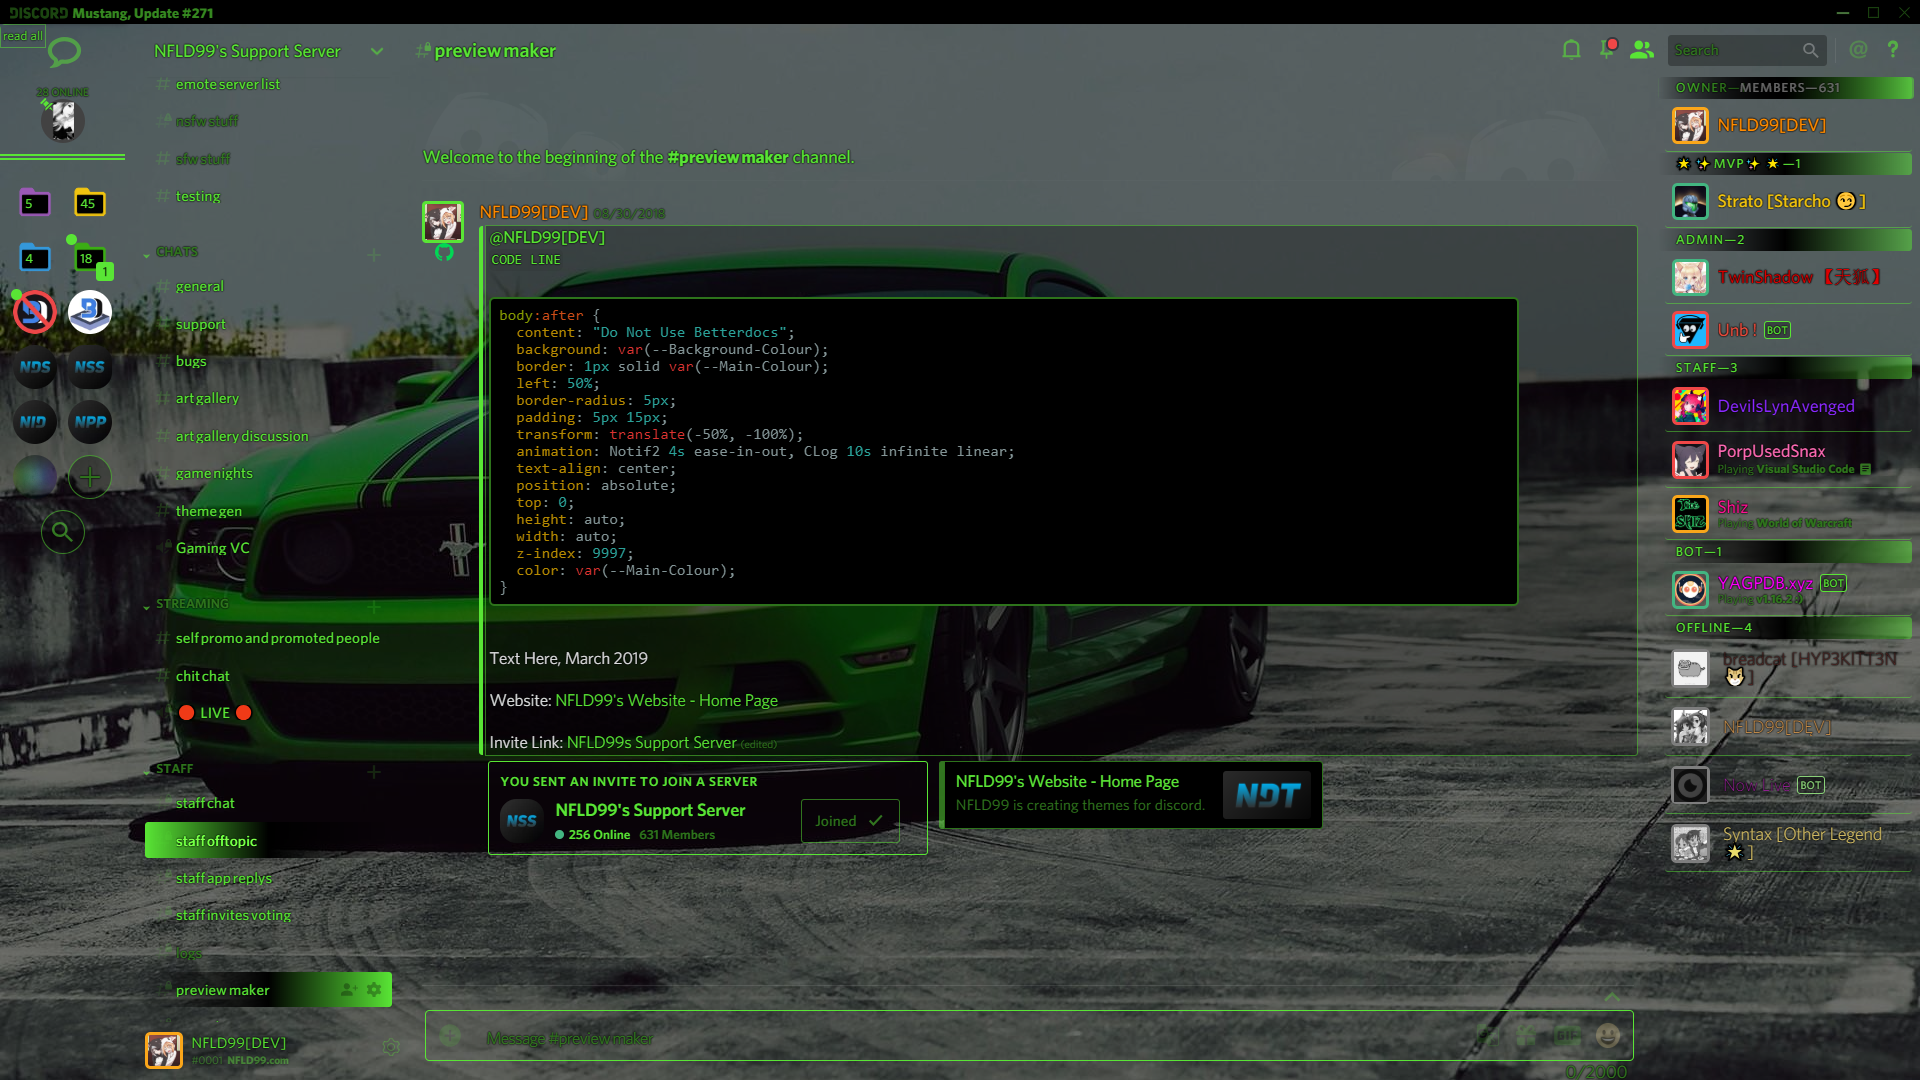 DISCORD Mustang, Update #271
read all
NFLD99's Support Server
#preview maker
Search
28 ONLINE
5
45
4
18
1
NDS
NSS
NID
NPP
emote server list
nsfw stuff
sfw stuff
testing
CHATS
general
support
bugs
art gallery
art gallery discussion
game nights
theme gen
Gaming VC
STREAMING
self promo and promoted people
chit chat
LIVE
STAFF
staff chat
staff offtopic
staff app replys
staff invites voting
logs
preview maker
NFLD99[DEV]
#0001 NFLD99.com
Welcome to the beginning of the #preview maker channel.
NFLD99[DEV] 08/30/2018
@NFLD99[DEV]
CODE LINE
body:after {
content: "Do Not Use Betterdocs";
background: var(--Background-Colour);
border: 1px solid var(--Main-Colour);
left: 50%;
border-radius: 5px;
padding: 5px 15px;
transform: translate(-50%, -100%);
animation: Notif2 4s ease-in-out, CLog 10s infinite linear;
text-align: center;
position: absolute;
top: 0;
height: auto;
width: auto;
z-index: 9997;
color: var(--Main-Colour);
}
Text Here, March 2019
Website: NFLD99's Website - Home Page
Invite Link: NFLD99s Support Server (edited)
YOU SENT AN INVITE TO JOIN A SERVER
NSS
NFLD99's Support Server
256 Online 631 Members
Joined
NFLD99's Website - Home Page
NFLD99 is creating themes for discord.
NDT
Message #preview maker
0/2000
OWNER—MEMBERS—631
NFLD99[DEV]
🌟 ✨ MVP ✨ 🌟 —1
Strato [Starcho 😏 ]
ADMIN—2
TwinShadow 【天狐】
Unb ! BOT
STAFF—3
DevilsLynAvenged
PorpUsedSnax
Playing Visual Studio Code
The SHIZ
Shiz
Playing World of Warcraft
BOT—1
YAGPDB.xyz BOT
Playing v1.16.2 :)
OFFLINE—4
breadcat [HYP3K1TT3N
🐱 ]
NFLD99[DEV]
Now Live BOT
Syntax [Other Legend
🌟 ]